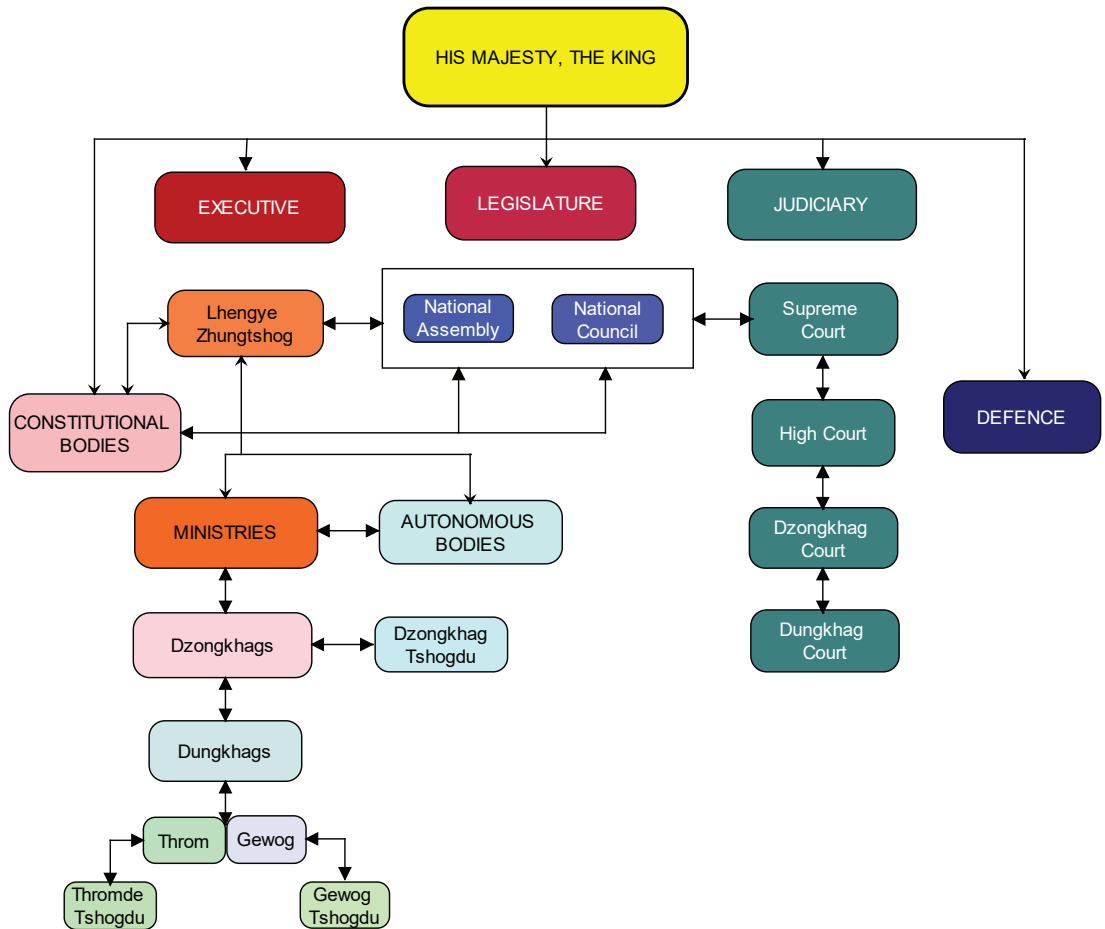 HIS MAJESTY, THE KING
EXECUTIVE
LEGISLATURE
JUDICIARY
Lhengye
Zhungtshog
National
Assembly
National
Council
Supreme
Court
CONSTITUTIONAL
BODIES
High Court
DEFENCE
MINISTRIES
AUTONOMOUS
BODIES
Dzongkhag
Court
Dzongkhags
Dzongkhag
Tshogdu
Dungkhag
Court
Dungkhags
Throm
Gewog
Thromde
Tshogdu
Gewog
Tshogdu